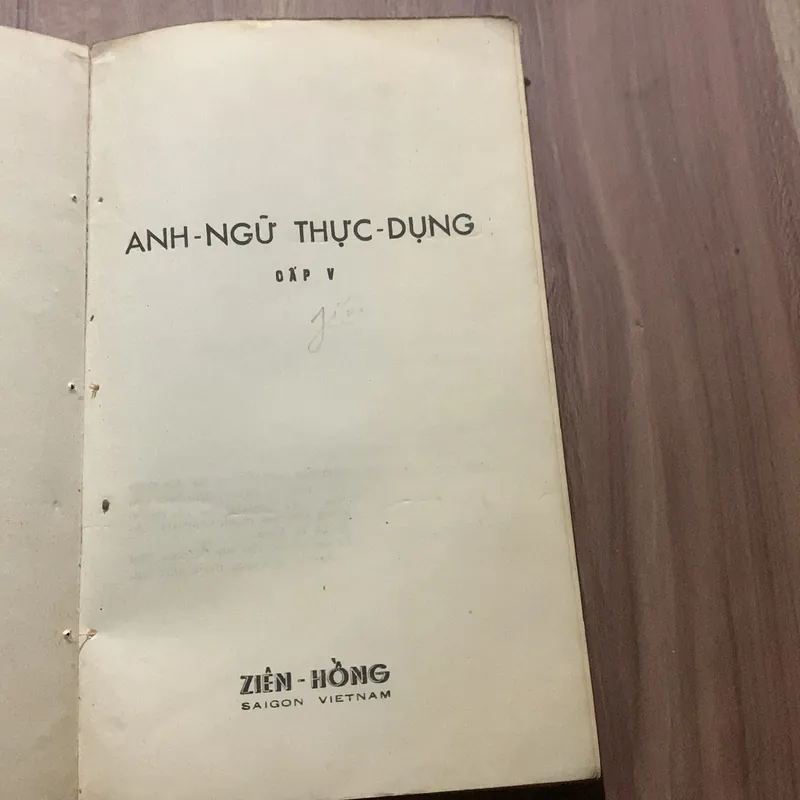 ANH-NGỮ THỰC-DỤNG
CẤP V
ZIÊN-HỒNG
SAIGON VIETNAM